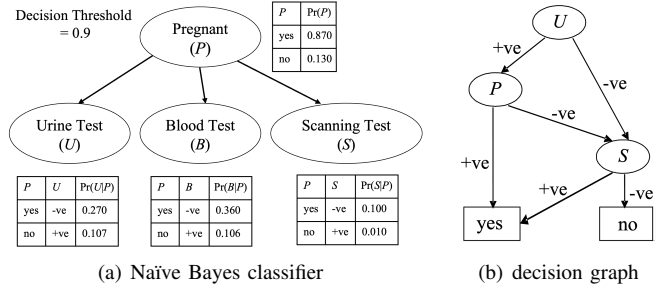 Decision Threshold
= 0.9
Pregnant
(P)
P Pr(P)
yes 0.870
no 0.130
Urine Test
(U)
Blood Test
(B)
Scanning Test
(S)
P U Pr(U|P)
yes -ve 0.270
no +ve 0.107
P B Pr(B|P)
yes -ve 0.360
no +ve 0.106
P S Pr(S|P)
yes -ve 0.100
no +ve 0.010
(a) Naïve Bayes classifier
U
+ve
-ve
P
-ve
S
+ve
+ve
-ve
yes
no
(b) decision graph